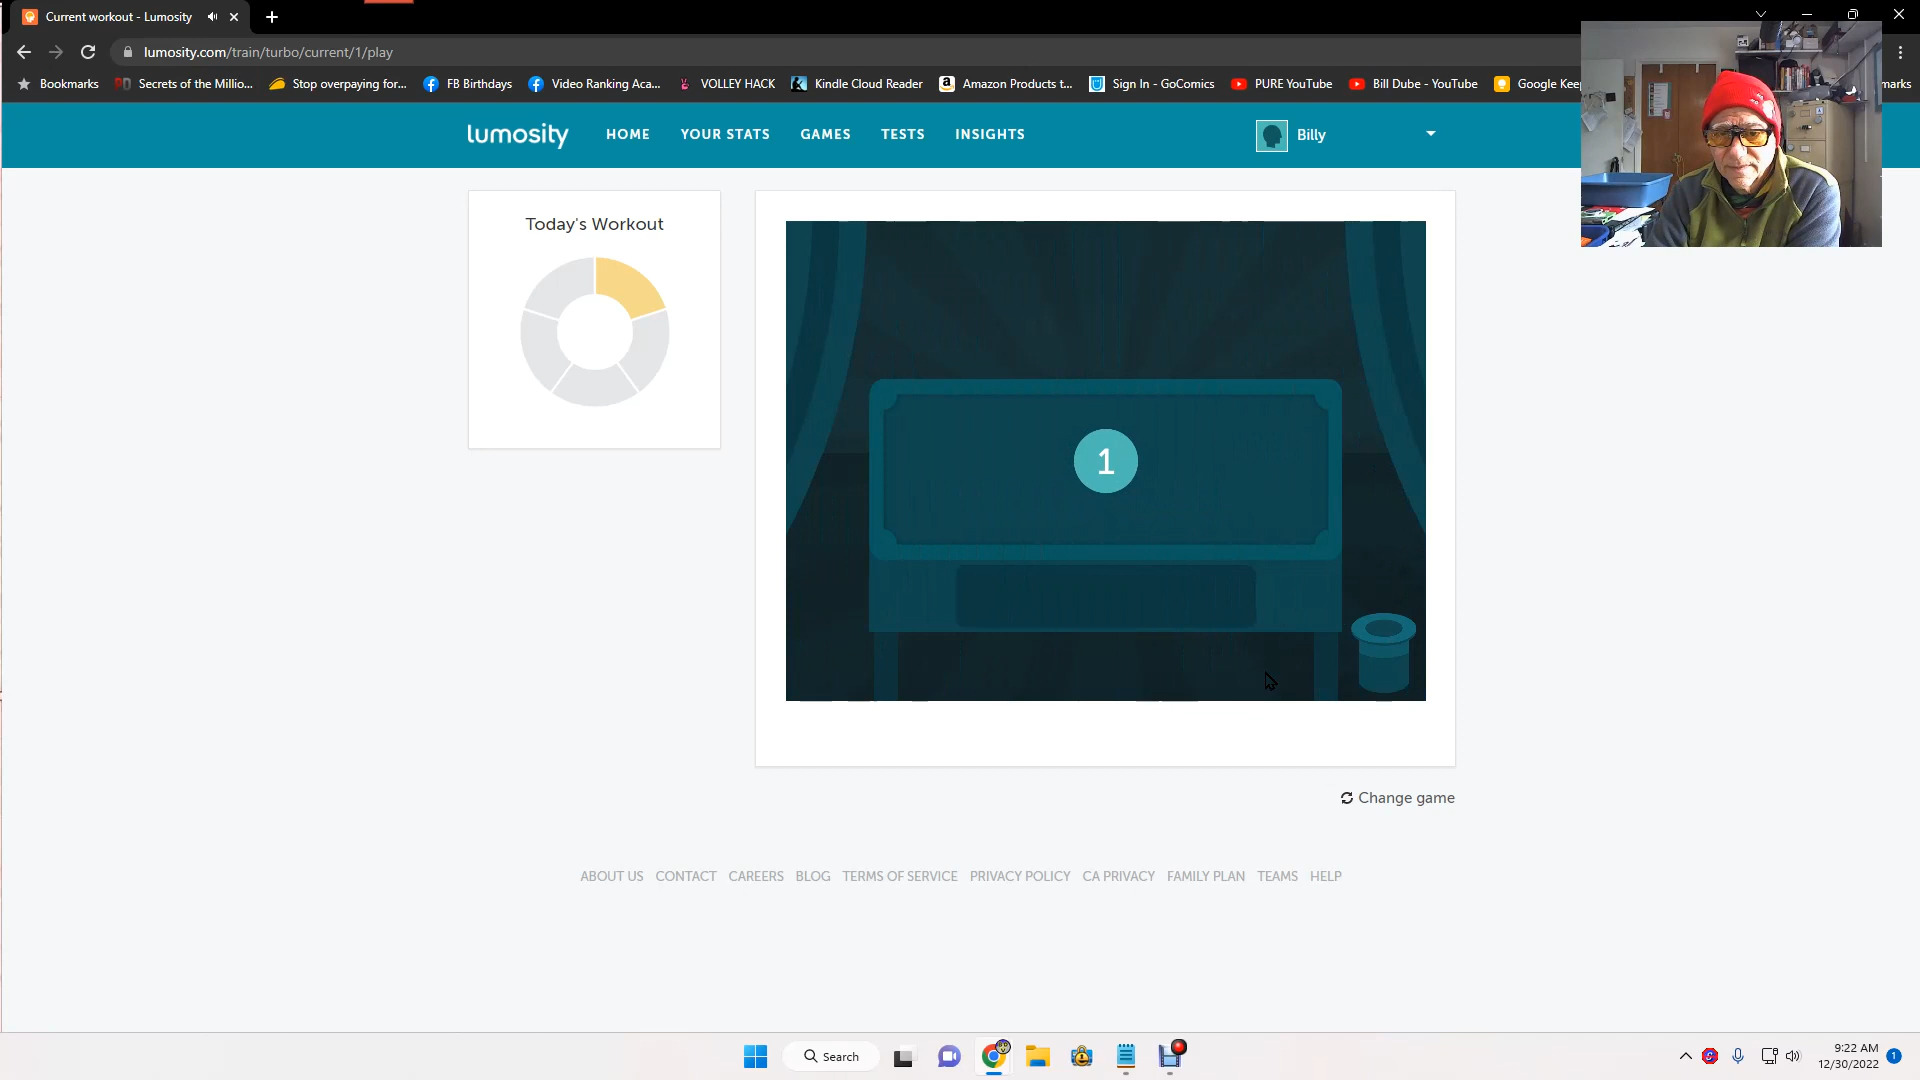 Current workout - Lumosity
lumosity.com/train/turbo/current/1/play
Bookmarks
Secrets of the Millio...
Stop overpaying for...
FB Birthdays
Video Ranking Aca...
VOLLEY HACK
Kindle Cloud Reader
Amazon Products t...
Sign In - GoComics
PURE YouTube
Bill Dube - YouTube
Google Kee
marks
lumosity
HOME
YOUR STATS
GAMES
TESTS
INSIGHTS
Billy
Today's Workout
1
Change game
ABOUT US
CONTACT
CAREERS
BLOG
TERMS OF SERVICE
PRIVACY POLICY
CA PRIVACY
FAMILY PLAN
TEAMS
HELP
Search
9:22 AM
12/30/2022
1